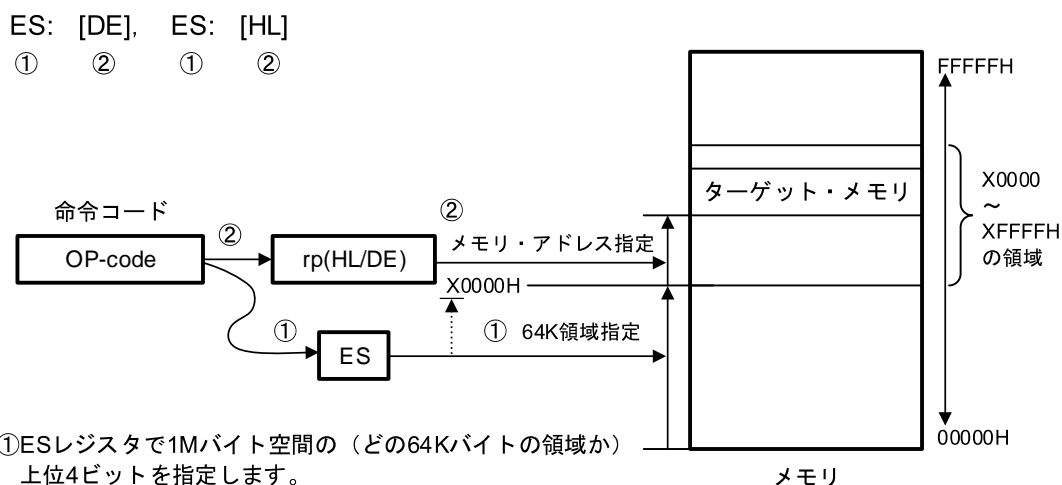 ES: [DE], ES: [HL]
① ② ① ②
FFFFFH
ターゲット・メモリ
X0000
～
XFFFFH
の領域
命令コード
OP-code
②
rp(HL/DE)
②
メモリ・アドレス指定
X0000H
①
ES
① 64K領域指定
00000H
①ESレジスタで1Mバイト空間の（どの64Kバイトの領域か）
上位4ビットを指定します。
メモリ